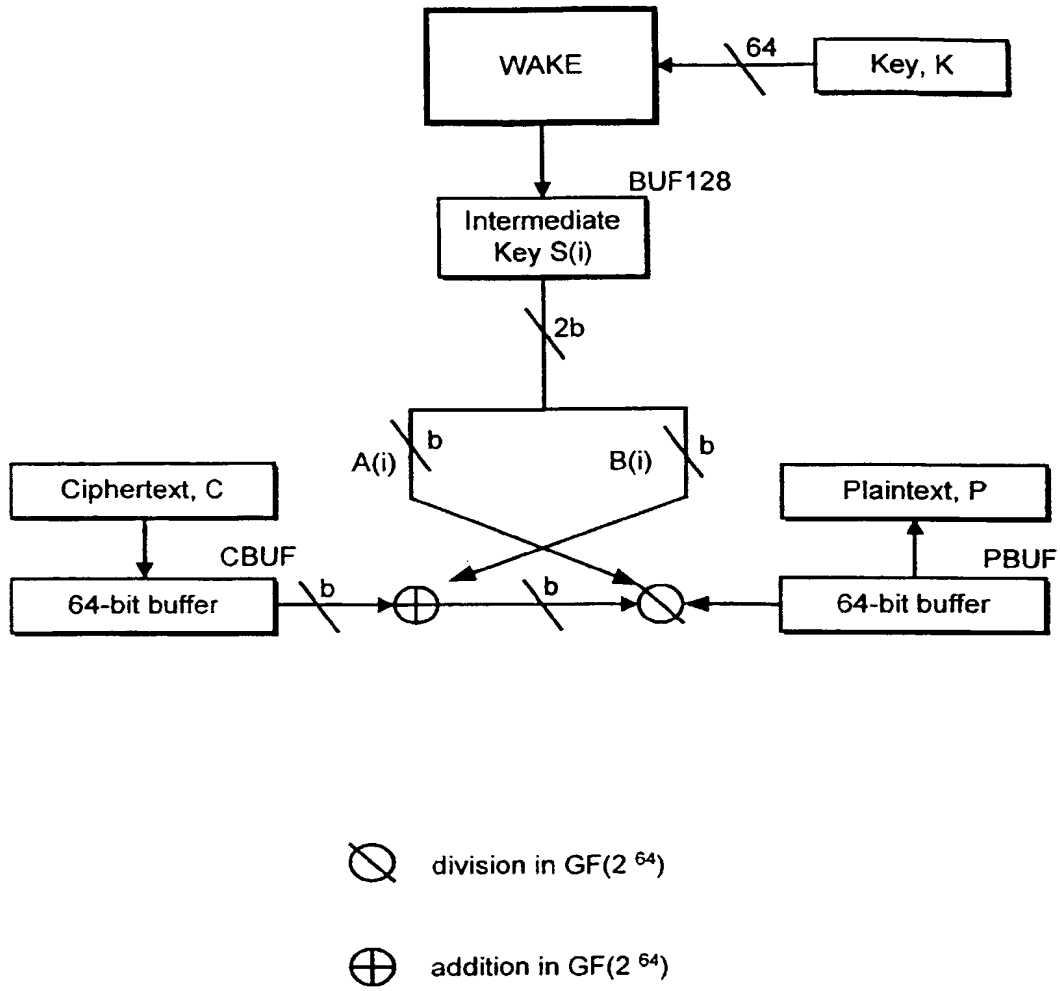 WAKE
64
Key, K
BUF128
Intermediate
Key S(i)
2b
b
b
A(i)
B(i)
Ciphertext, C
Plaintext, P
CBUF
PBUF
64-bit buffer
b
b
64-bit buffer
division in GF(2 ⁶⁴)
addition in GF(2 ⁶⁴)